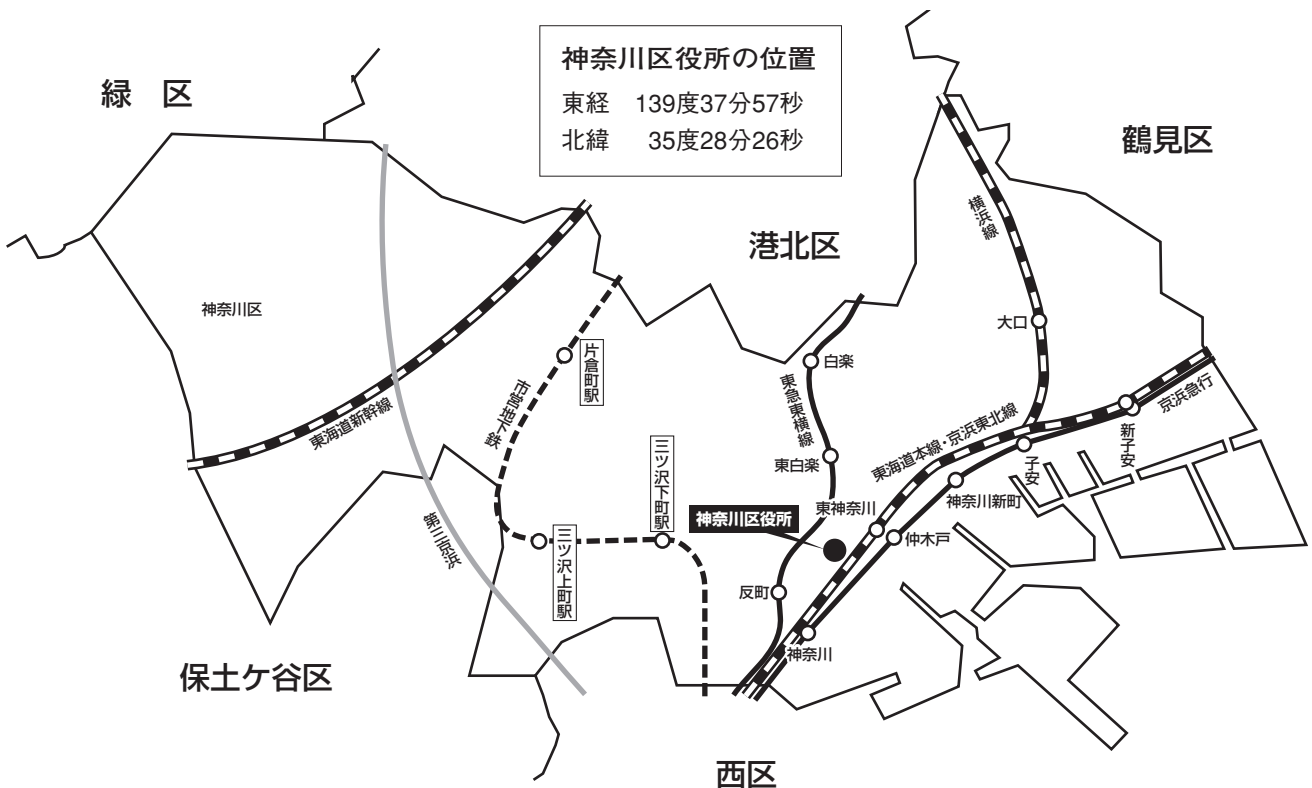 神奈川区役所の位置
東経 139度37分57秒
北緯 35度28分26秒
緑 区
鶴見区
港北区
横浜線
神奈川区
大口
白楽
片倉町駅
市営地下鉄
東急東横線
京浜急行
東海道新幹線
東海道本線・京浜東北線
新子安
子安
東白楽
三ツ沢下町駅
神奈川新町
東神奈川
神奈川区役所
仲木戸
第三京浜
三ツ沢上町駅
反町
神奈川
保土ケ谷区
西区